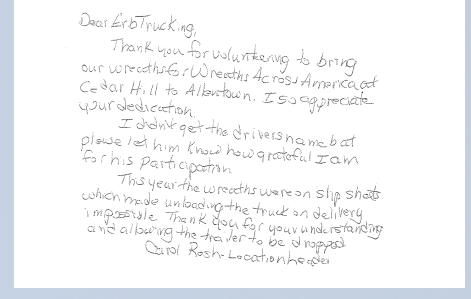 Dear Erb Trucking,
Thank you for volunteering to bring
our wreaths for Wreaths Across America at
Cedar Hill to Allentown. I so appreciate
your dedication.
I didn't get the drivers name but
please let him know how grateful I am
for his participation
This year the wreaths were on slip sheets
which made unloading the truck on delivery
impossible Thank you for your understanding
and allowing the trailer to be dropped
Carol Rosh - Location header